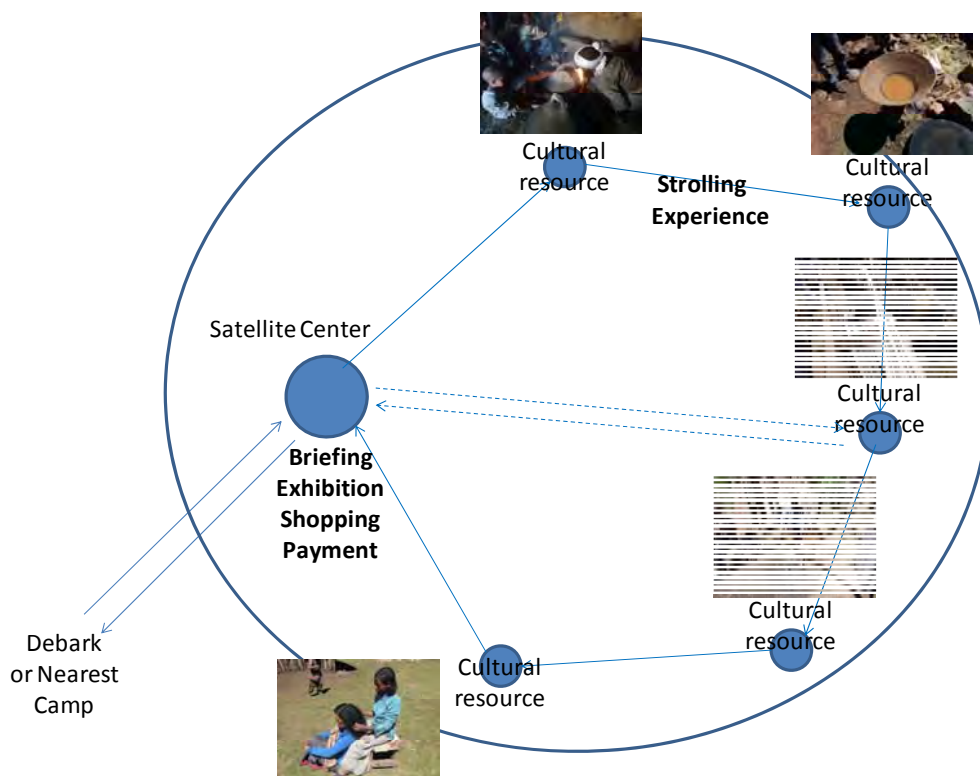 Cultural
resource
Cultural
resource
Strolling
Experience
Satellite Center
Cultural
resource
Briefing
Exhibition
Shopping
Payment
Cultural
resource
Cultural
resource
Debark
or Nearest
Camp